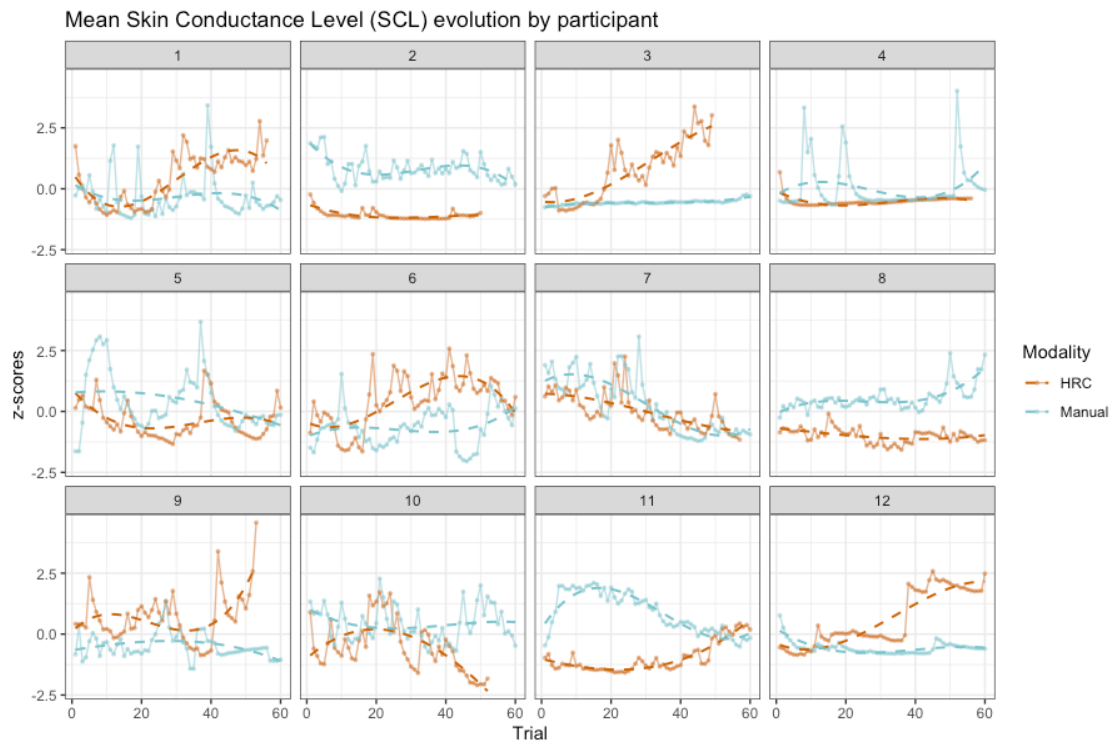 Mean Skin Conductance Level (SCL) evolution by participant
1 2 3 4
2.5
0.0
-2.5
5 6 7 8
2.5
0.0
-2.5
9 10 11 12
2.5
0.0
-2.5
0 20 40 60 0 20 40 60 0 20 40 60 0 20 40 60
Trial
z-scores
Modality
HRC
Manual